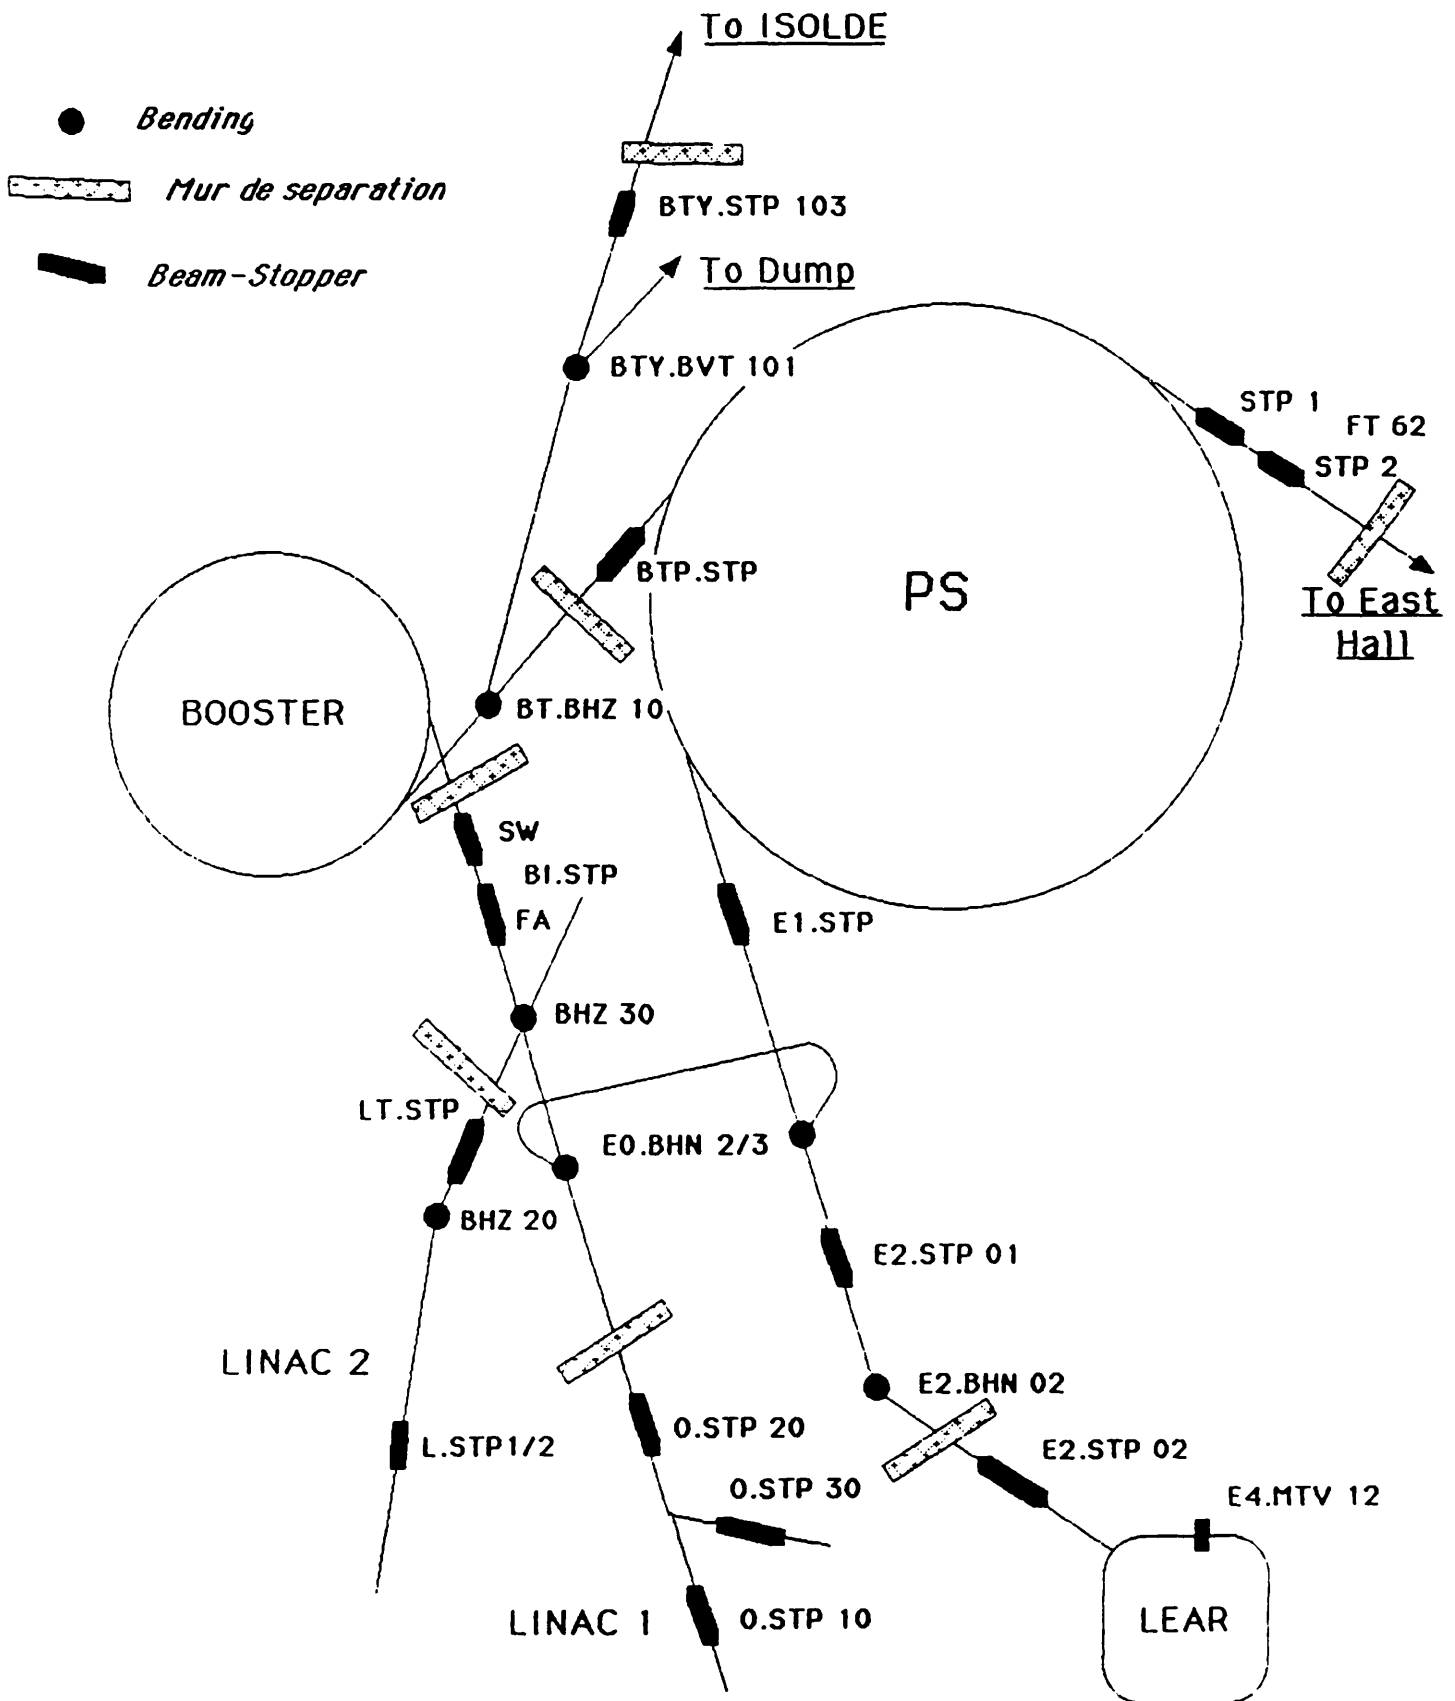 To ISOLDE
Bending
Mur de separation
BTY.STP 103
Beam-Stopper
To Dump
BTY.BVT 101
STP 1
FT 62
STP 2
BTP.STP
PS
To East
Hall
BOOSTER
BT.BHZ 10
SW
BI.STP
FA
E1.STP
BHZ 30
LT.STP
E0.BHN 2/3
BHZ 20
E2.STP 01
LINAC 2
E2.BHN 02
L.STP1/2
O.STP 20
E2.STP 02
O.STP 30
E4.MTV 12
LINAC 1
O.STP 10
LEAR